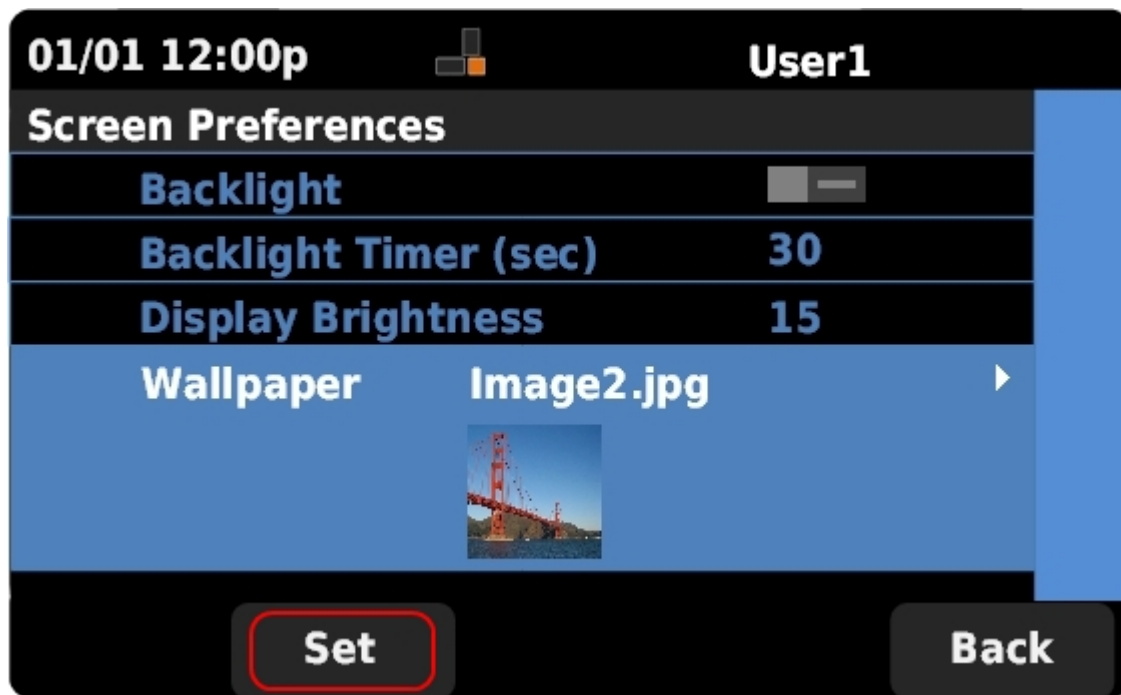 01/01 12:00p User1
Screen Preferences
Backlight
Backlight Timer (sec) 30
Display Brightness 15
Wallpaper Image2.jpg
Set Back